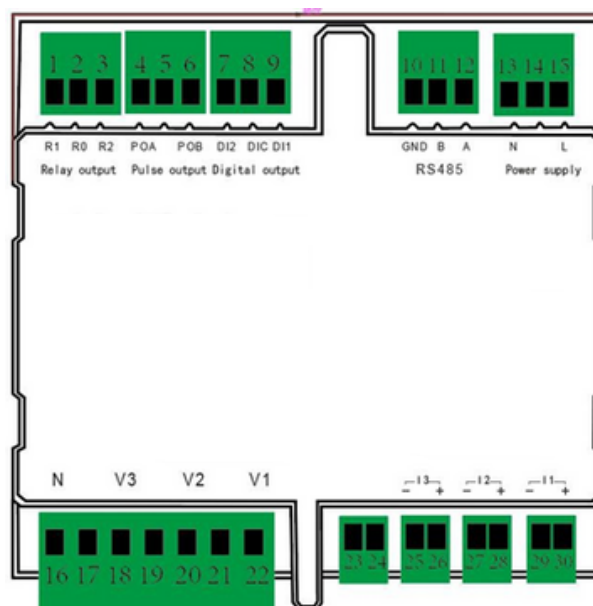 1 2 3 4 5 6 7 8 9 10 11 12 13 14 15
R1 R0 R2 POA POB DI2 DIC DI1 GND B A N L
Relay output Pulse output Digital output RS485 Power supply
N V3 V2 V1
I3 I2 I1
- + - + - +
16 17 18 19 20 21 22 23 24 25 26 27 28 29 30